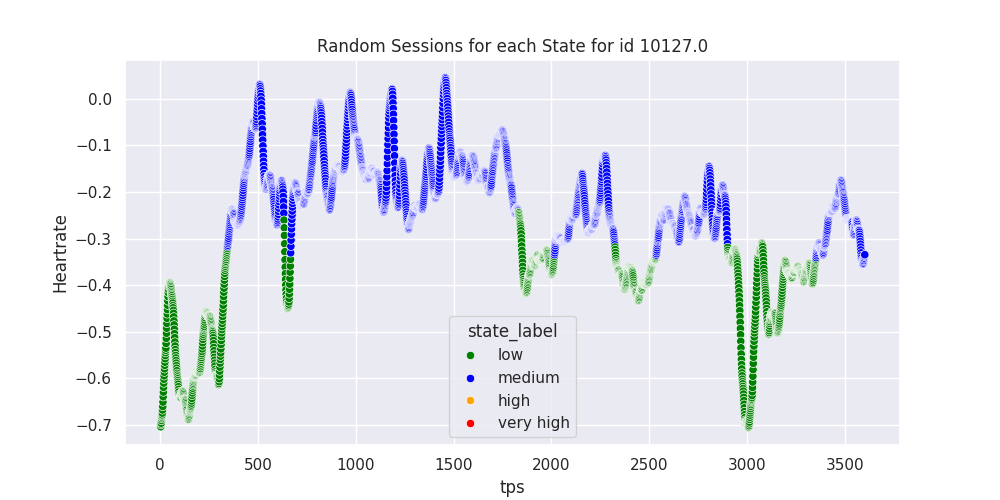 Random Sessions for each State for id 10127.0
Heartrate
0.0
−0.1
−0.2
−0.3
−0.4
−0.5
−0.6
−0.7
state_label
low
medium
high
very high
0 500 1000 1500 2000 2500 3000 3500
tps